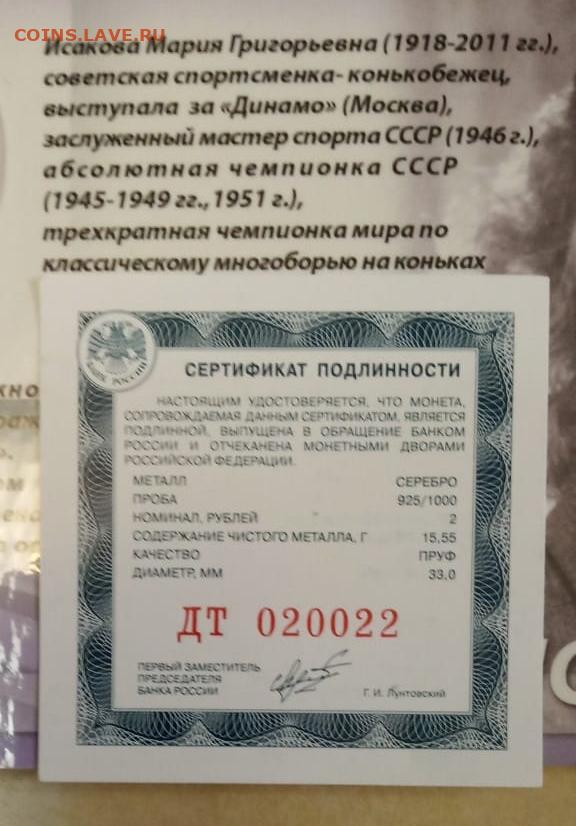 COINS.LAVE.RU
Исакова Мария Григорьевна (1918-2011 гг.),
советская спортсменка- конькобежец,
выступала за «Динамо» (Москва),
заслуженный мастер спорта СССР (1946 г.),
абсолютная чемпионка СССР
(1945-1949 гг., 1951 г.),
трехкратная чемпионка мира по
классическому многоборью на коньках
БАНК РОССИИ
СЕРТИФИКАТ ПОДЛИННОСТИ
НАСТОЯЩИМ УДОСТОВЕРЯЕТСЯ, ЧТО МОНЕТА,
СОПРОВОЖДАЕМАЯ ДАННЫМ СЕРТИФИКАТОМ, ЯВЛЯЕТСЯ
ПОДЛИННОЙ, ВЫПУЩЕНА В ОБРАЩЕНИЕ БАНКОМ
РОССИИ И ОТЧЕКАНЕНА МОНЕТНЫМИ ДВОРАМИ
РОССИЙСКОЙ ФЕДЕРАЦИИ.
МЕТАЛЛ СЕРЕБРО
ПРОБА 925/1000
НОМИНАЛ, РУБЛЕЙ 2
СОДЕРЖАНИЕ ЧИСТОГО МЕТАЛЛА, Г 15,55
КАЧЕСТВО ПРУФ
ДИАМЕТР, ММ 33,0
ДТ 020022
ПЕРВЫЙ ЗАМЕСТИТЕЛЬ
ПРЕДСЕДАТЕЛЯ
БАНКА РОССИИ
Г. И. Лунтовский